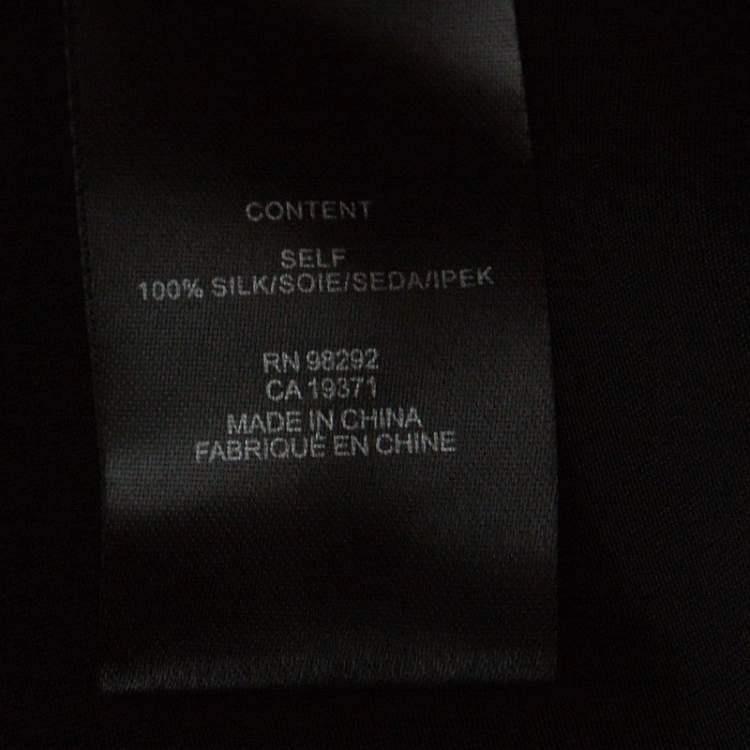 CONTENT
SELF
100% SILK/SOIE/SEDA/IPEK
RN 98292
CA 19371
MADE IN CHINA
FABRIQUÉ EN CHINE